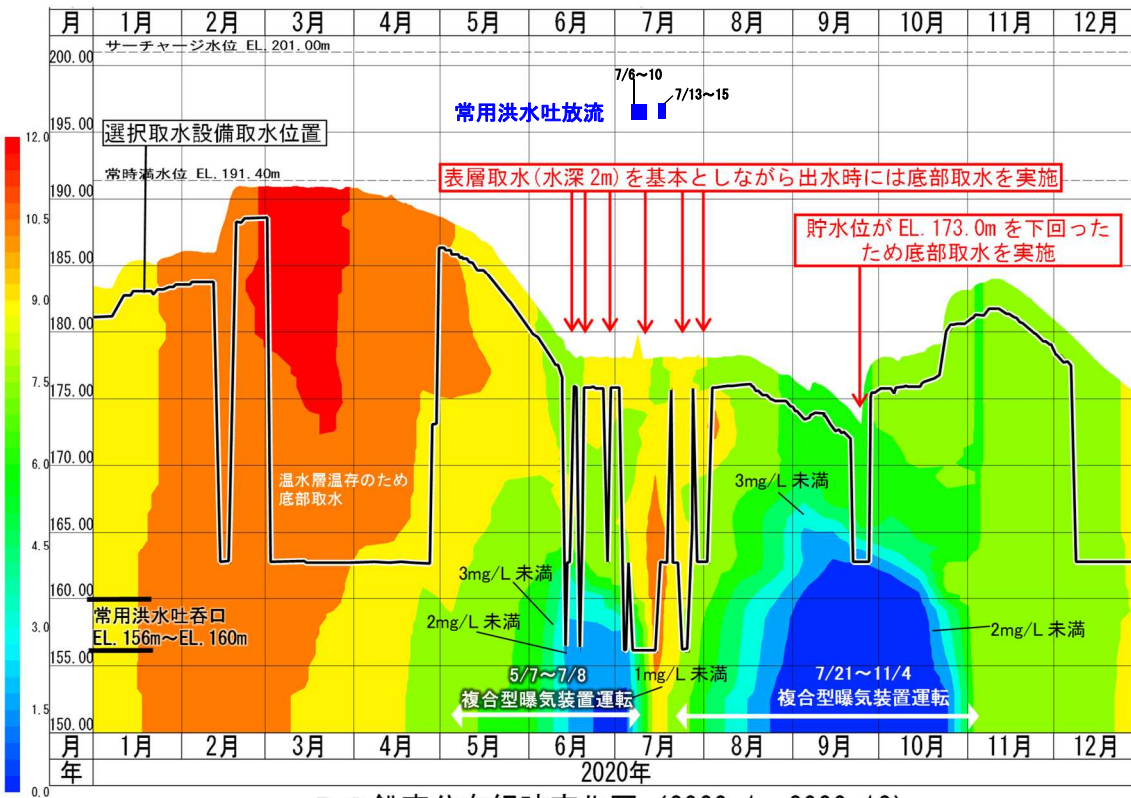 月 1月 2月 3月 4月 5月 6月 7月 8月 9月 10月 11月 12月
サーチャージ水位 EL.201.00m
200.00
7/6～10
7/13～15
常用洪水吐放流
195.00
選択取水設備取水位置
12.0
常時満水位 EL.191.40m
表層取水(水深2m)を基本としながら出水時には底部取水を実施
190.00
10.5
貯水位が EL.173.0m を下回った
ため底部取水を実施
185.00
9.0
180.00
7.5
175.00
6.0
170.00
温水層温存のため
底部取水
3mg/L 未満
165.00
4.5
3mg/L 未満
160.00
常用洪水吐呑口
EL.156m～EL.160m
2mg/L 未満
3.0
2mg/L 未満
155.00
5/7～7/8
複合型曝気装置運転
1mg/L 未満
7/21～11/4
複合型曝気装置運転
1.5
150.00
月 1月 2月 3月 4月 5月 6月 7月 8月 9月 10月 11月 12月
年 2020年
0.0